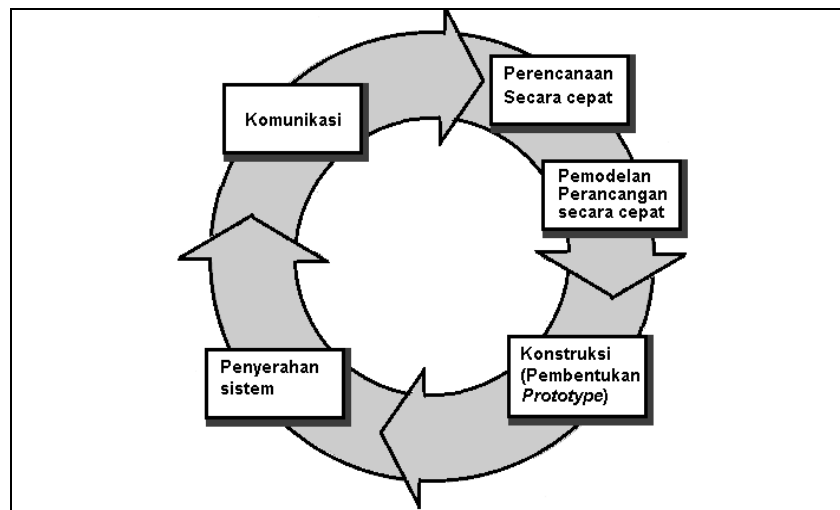 Komunikasi
Perencanaan
Secara cepat
Pemodelan
Perancangan
secara cepat
Konstruksi
(Pembentukan
Prototype)
Penyerahan
sistem